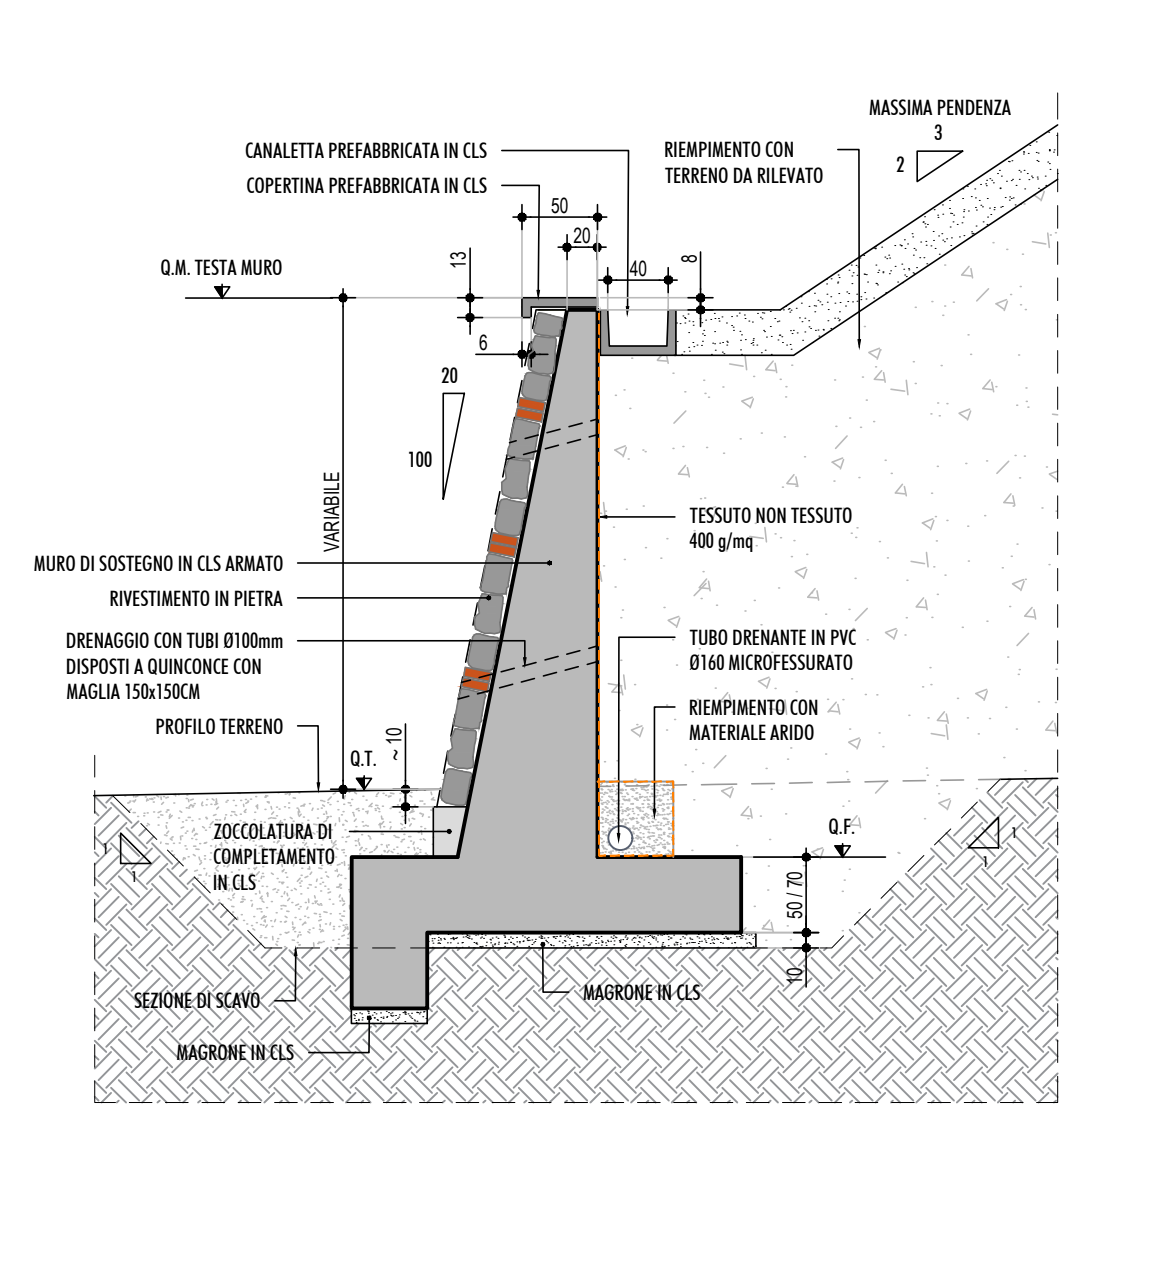 MASSIMA PENDENZA
3
2
CANALETTA PREFABBRICATA IN CLS
COPERTINA PREFABBRICATA IN CLS
RIEMPIMENTO CON
TERRENO DA RILEVATO
50
20
13
40
8
Q.M. TESTA MURO
6
20
100
VARIABILE
TESSUTO NON TESSUTO
400 g/mq
MURO DI SOSTEGNO IN CLS ARMATO
RIVESTIMENTO IN PIETRA
DRENAGGIO CON TUBI Ø100mm
DISPOSTI A QUINCONCE CON
MAGLIA 150x150CM
TUBO DRENANTE IN PVC
Ø160 MICROFESSURATO
RIEMPIMENTO CON
MATERIALE ARIDO
PROFILO TERRENO
~ 10
Q.T.
ZOCCOLATURA DI
COMPLETAMENTO
IN CLS
Q.F.
1
1
1
1
50 / 70
10
SEZIONE DI SCAVO
MAGRONE IN CLS
MAGRONE IN CLS